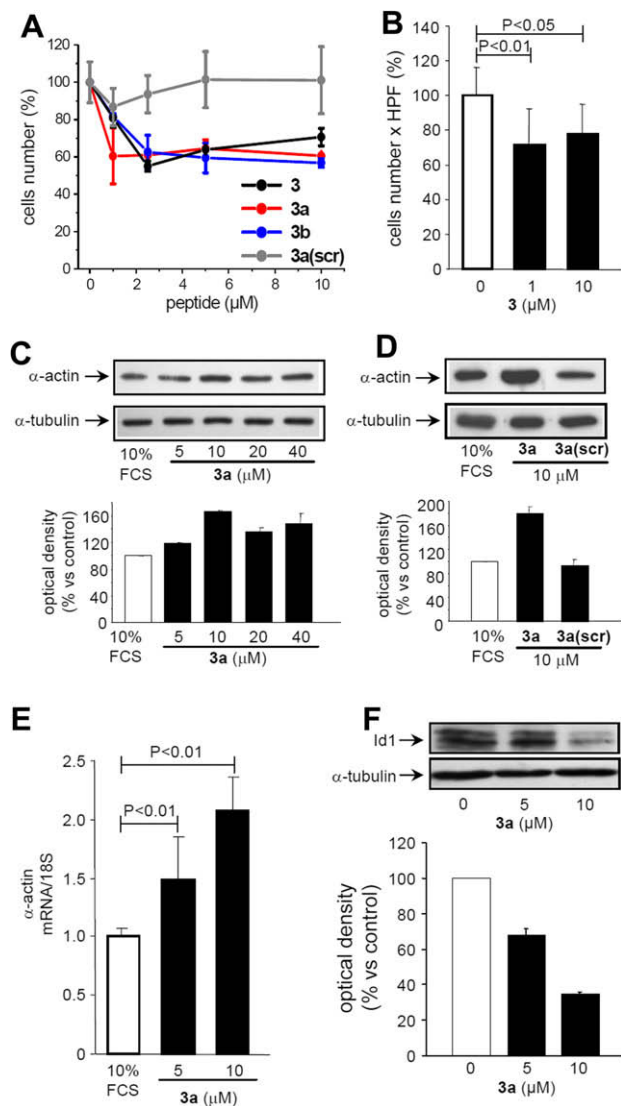 A
cells number (%)
120
100
80
60
40
20
0
0 2 4 6 8 10
peptide (µM)
3
3a
3b
3a(scr)
B
cells number x HPF (%)
140
120
100
80
60
40
20
0
P<0.05
P<0.01
0 1 10
3 (µM)
C
α-actin
α-tubulin
10% 5 10 20 40
FCS 3a (µM)
optical density
(% vs control)
160
120
80
40
0
10% 5 10 20 40
FCS 3a (µM)
D
α-actin
α-tubulin
10% 3a 3a(scr)
FCS 10 µM
optical density
(% vs control)
200
160
120
80
40
0
10% 3a 3a(scr)
FCS 10 µM
E
α-actin
mRNA/18S
2.5
2.0
1.5
1.0
0.5
0
P<0.01
P<0.01
10% 5 10
FCS 3a (µM)
F
Id1
α-tubulin
0 5 10
3a (µM)
optical density
(% vs control)
100
80
60
40
20
0
0 5 10
3a (µM)